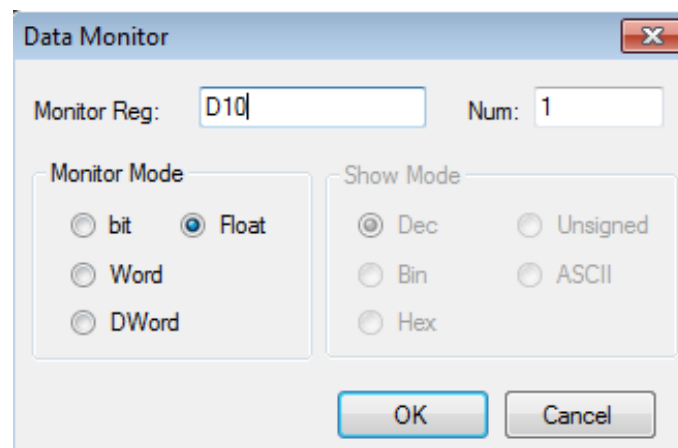 Data Monitor
Monitor Reg: D10 Num: 1
Monitor Mode Show Mode
bit Float Dec Unsigned
Word Bin ASCII
DWord Hex
OK Cancel